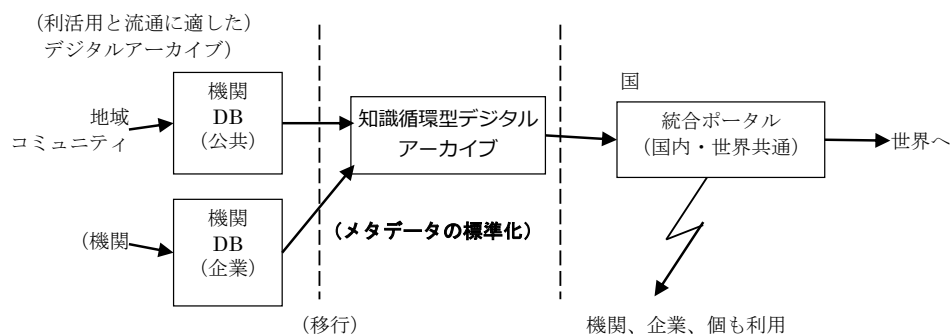 （利活用と流通に適した）
デジタルアーカイブ）
地域
コミュニティ
機関
DB
（公共）
知識循環型デジタル
アーカイブ
国
統合ポータル
（国内・世界共通）
世界へ
（機関
機関
DB
（企業）
（メタデータの標準化）
（移行）
機関、企業、個も利用